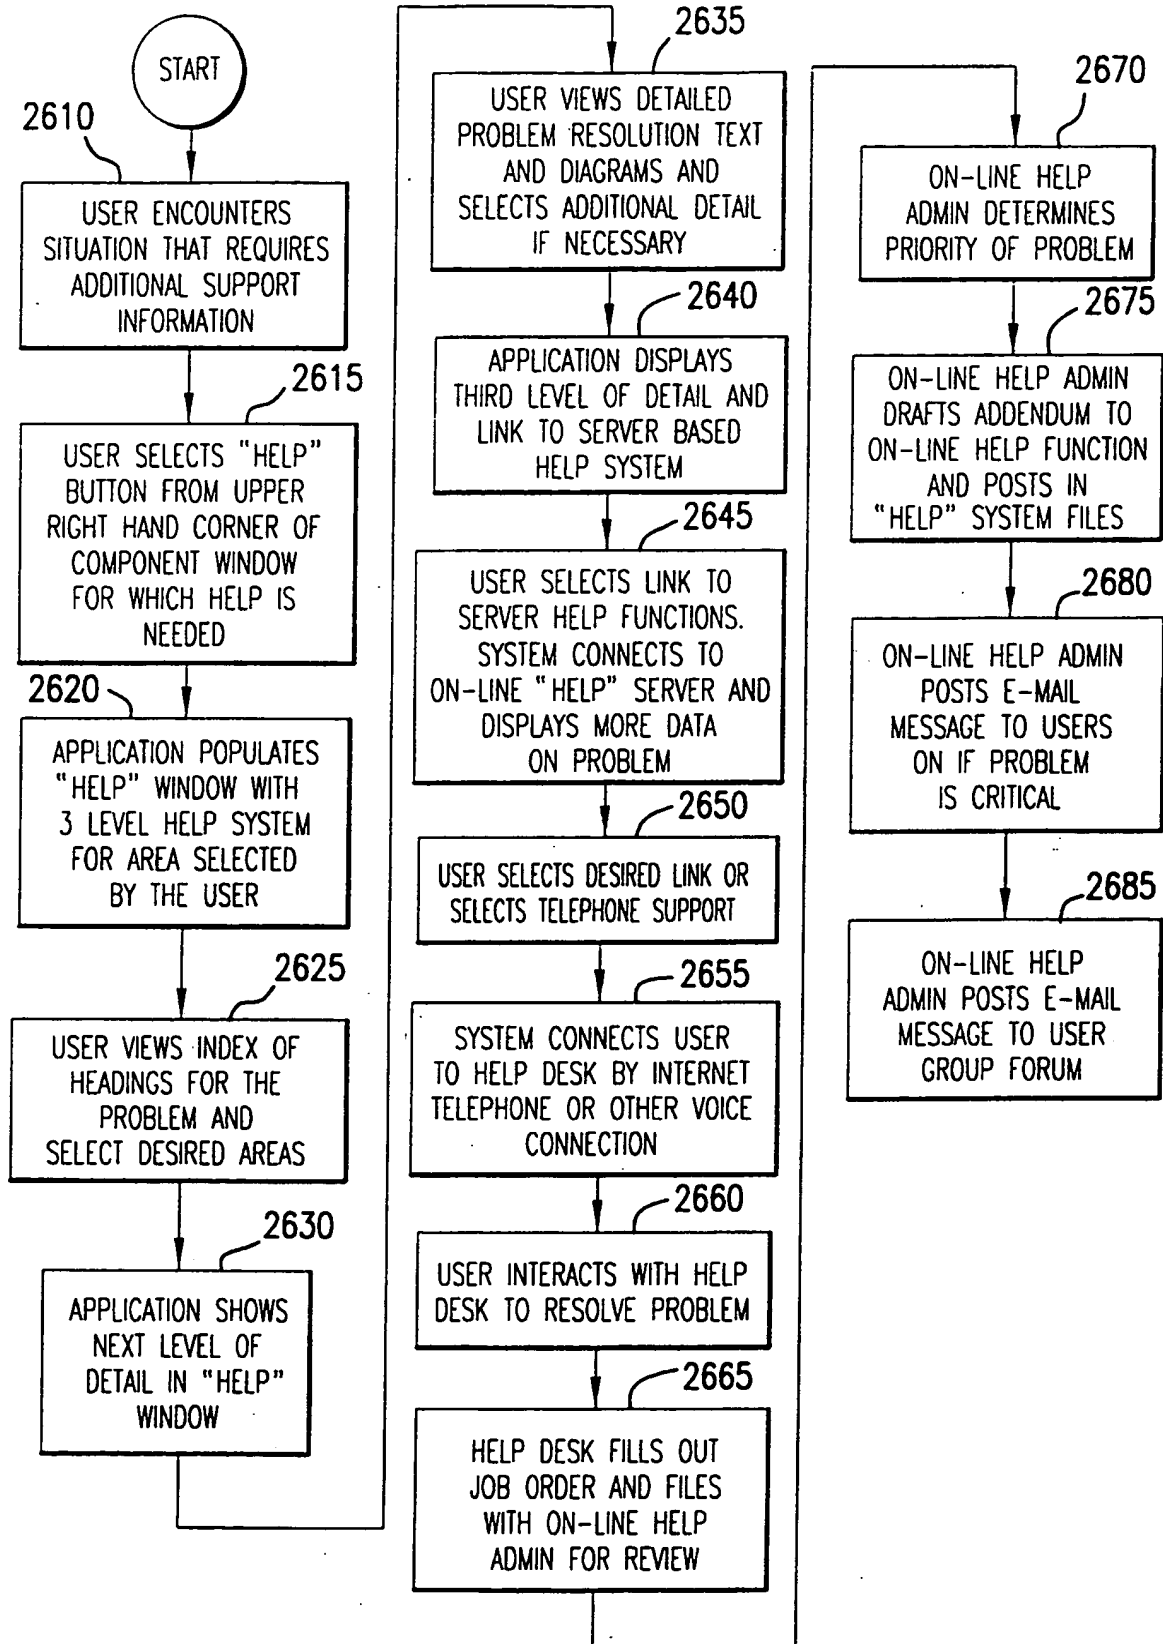 START
2610
USER ENCOUNTERS
SITUATION THAT REQUIRES
ADDITIONAL SUPPORT
INFORMATION
2615
USER SELECTS "HELP"
BUTTON FROM UPPER
RIGHT HAND CORNER OF
COMPONENT WINDOW
FOR WHICH HELP IS
NEEDED
2620
APPLICATION POPULATES
"HELP" WINDOW WITH
3 LEVEL HELP SYSTEM
FOR AREA SELECTED
BY THE USER
2625
USER VIEWS INDEX OF
HEADINGS FOR THE
PROBLEM AND
SELECT DESIRED AREAS
2630
APPLICATION SHOWS
NEXT LEVEL OF
DETAIL IN "HELP"
WINDOW
2635
USER VIEWS DETAILED
PROBLEM RESOLUTION TEXT
AND DIAGRAMS AND
SELECTS ADDITIONAL DETAIL
IF NECESSARY
2640
APPLICATION DISPLAYS
THIRD LEVEL OF DETAIL AND
LINK TO SERVER BASED
HELP SYSTEM
2645
USER SELECTS LINK TO
SERVER HELP FUNCTIONS.
SYSTEM CONNECTS TO
ON-LINE "HELP" SERVER AND
DISPLAYS MORE DATA
ON PROBLEM
2650
USER SELECTS DESIRED LINK OR
SELECTS TELEPHONE SUPPORT
2655
SYSTEM CONNECTS USER
TO HELP DESK BY INTERNET
TELEPHONE OR OTHER VOICE
CONNECTION
2660
USER INTERACTS WITH HELP
DESK TO RESOLVE PROBLEM
2665
HELP DESK FILLS OUT
JOB ORDER AND FILES
WITH ON-LINE HELP
ADMIN FOR REVIEW
2670
ON-LINE HELP
ADMIN DETERMINES
PRIORITY OF PROBLEM
2675
ON-LINE HELP ADMIN
DRAFTS ADDENDUM TO
ON-LINE HELP FUNCTION
AND POSTS IN
"HELP" SYSTEM FILES
2680
ON-LINE HELP ADMIN
POSTS E-MAIL
MESSAGE TO USERS
ON IF PROBLEM
IS CRITICAL
2685
ON-LINE HELP
ADMIN POSTS E-MAIL
MESSAGE TO USER
GROUP FORUM